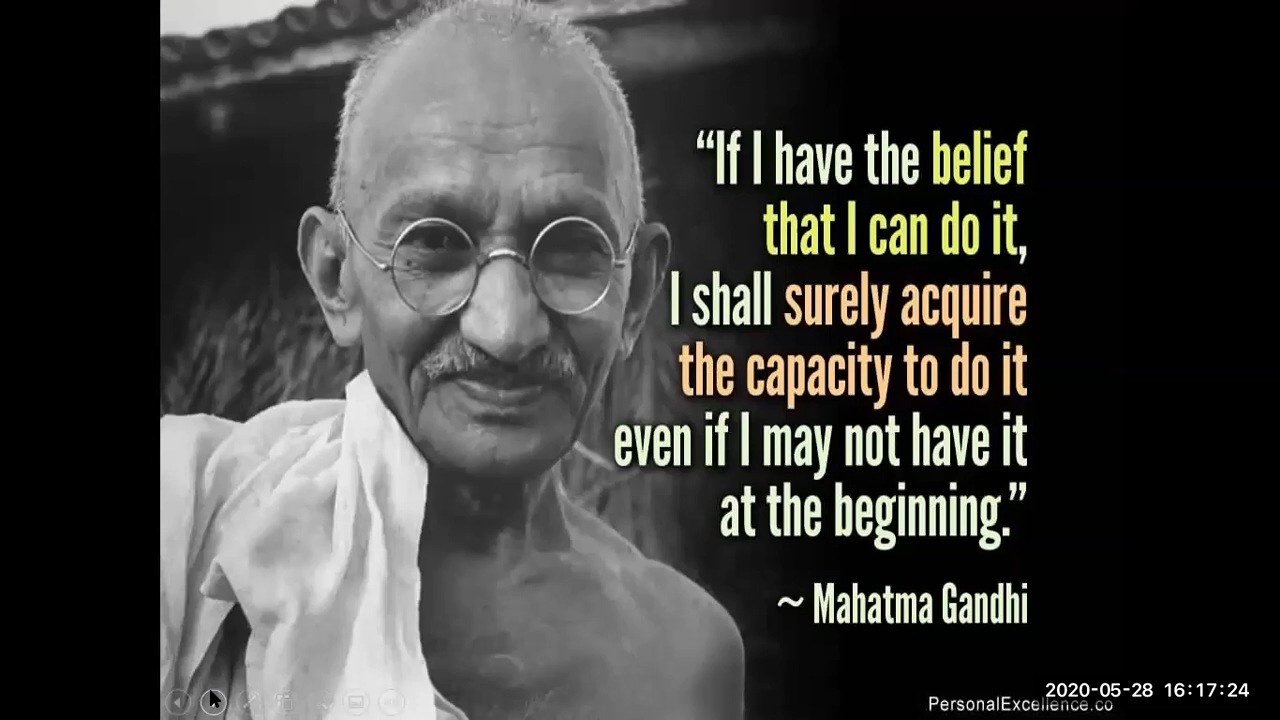 “If I have the belief
that I can do it,
I shall surely acquire
the capacity to do it
even if I may not have it
at the beginning.”
~ Mahatma Gandhi
2020-05-28 16:17:24
PersonalExcellence.co